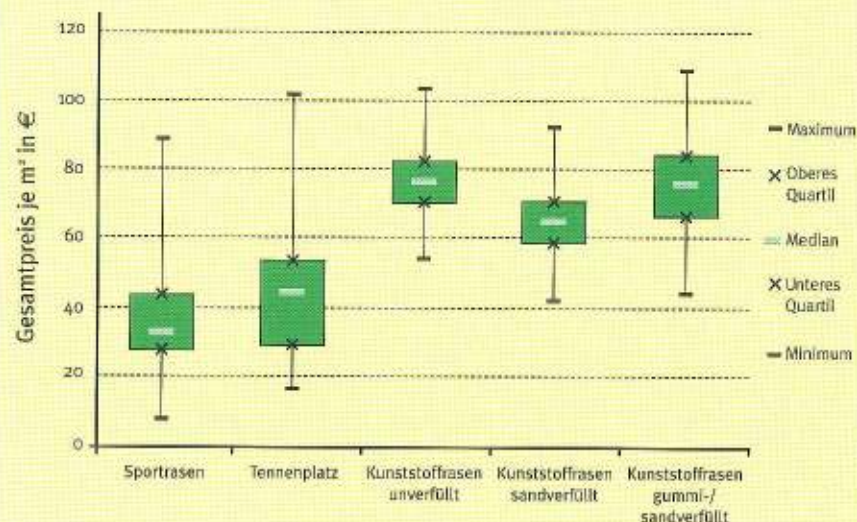 Gesamtpreis je m² in €
120
100
80
60
40
20
0
Sportrasen
Tennenplatz
Kunststoffrasen
unverfüllt
Kunststoffrasen
sandverfüllt
Kunststoffrasen
gummi-/
sandverfüllt
Maximum
Oberes
Quartil
Median
Unteres
Quartil
Minimum